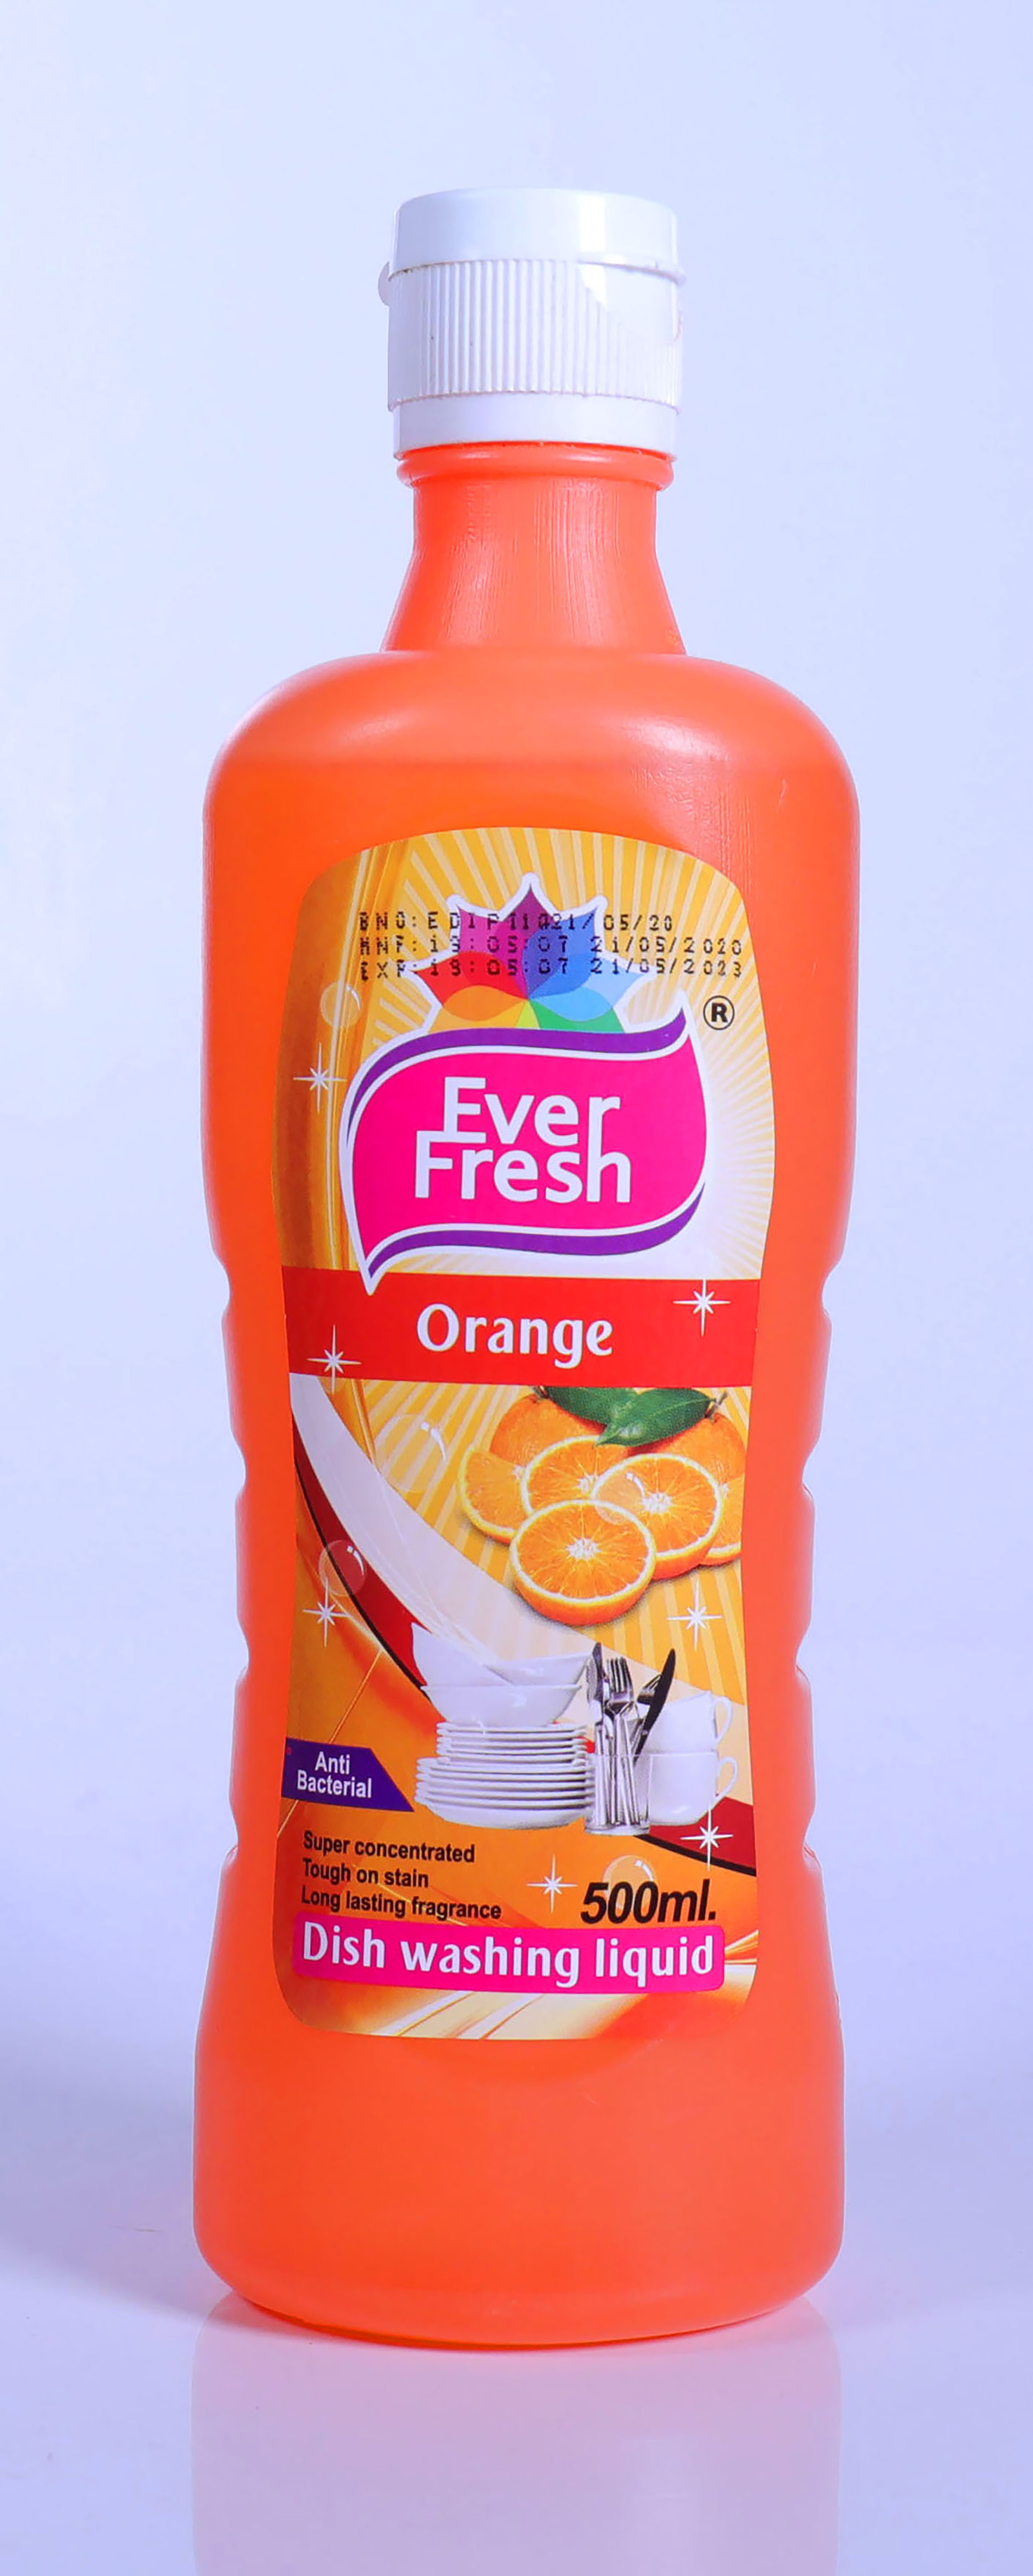 BNO:EDIP11021/05/20
MNF:19:05:07 21/05/2020
EXP:19:05:07 21/05/2023
®
Ever
Fresh
Orange
Anti
Bacterial
Super concentrated
Tough on stain
Long lasting fragrance
500ml.
Dish washing liquid